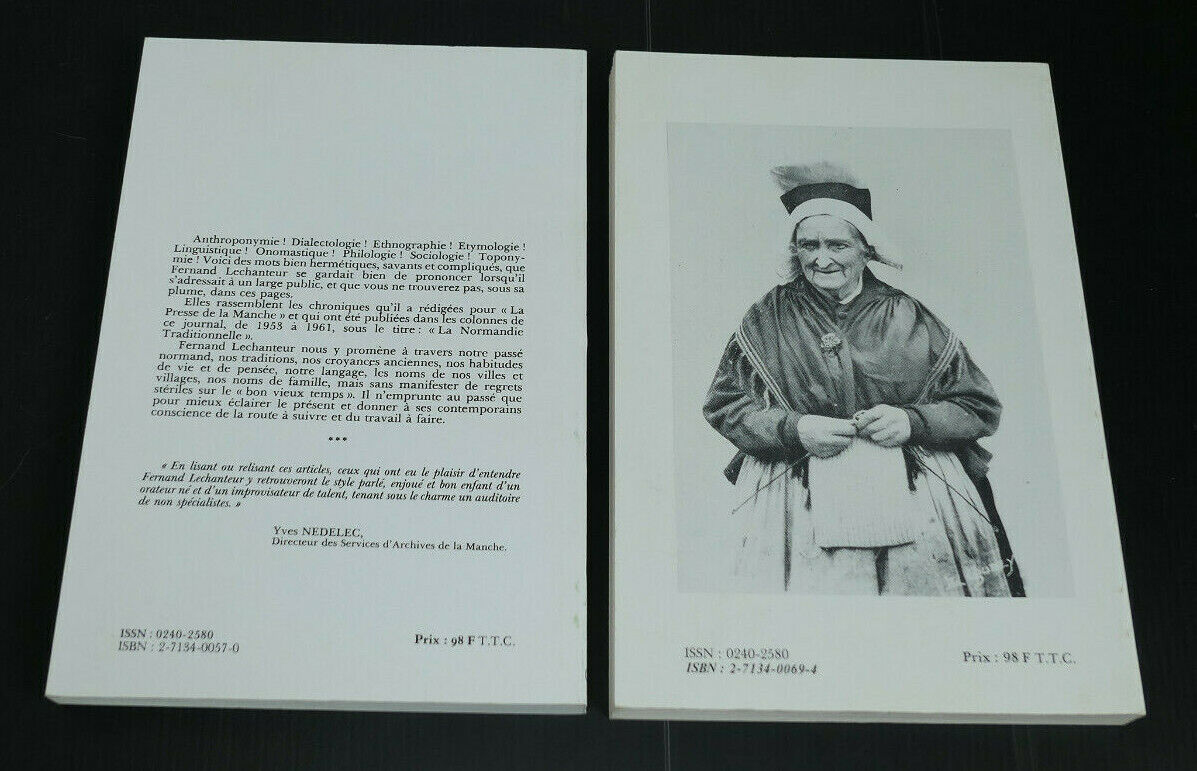 Anthroponymie ! Dialectologie ! Ethnographie ! Etymologie !
Linguistique ! Onomastique ! Philologie ! Sociologie ! Topony-
mie ! Voici des mots bien hermétiques, savants et compliqués, que
Fernand Lechanteur se gardait bien de prononcer lorsqu'il
s'adressait à un large public, et que vous ne trouverez pas, sous sa
plume, dans ces pages.
Elles rassemblent les chroniques qu'il a rédigées pour « La
Presse de la Manche » et qui ont été publiées dans les colonnes de
ce journal, de 1953 à 1961, sous le titre : « La Normandie
Traditionnelle ».
Fernand Lechanteur nous y promène à travers notre passé
normand, nos traditions, nos croyances anciennes, nos habitudes
de vie et de pensée, notre langage, les noms de nos villes et
villages, nos noms de famille, mais sans manifester de regrets
stériles sur le « bon vieux temps ». Il n'emprunte au passé que
pour mieux éclairer le présent et donner à ses contemporains
conscience de la route à suivre et du travail à faire.
***
« En lisant ou relisant ces articles, ceux qui ont eu le plaisir d'entendre
Fernand Lechanteur y retrouveront le style parlé, enjoué et bon enfant d'un
orateur né et d'un improvisateur de talent, tenant sous le charme un auditoire
de non spécialistes. »
Yves NEDELEC,
Directeur des Services d'Archives de la Manche.
ISSN : 0240-2580
ISBN : 2-7134-0057-0
Prix : 98 F T.T.C.
ISSN : 0240-2580
ISBN : 2-7134-0069-4
Prix : 98 F T.T.C.